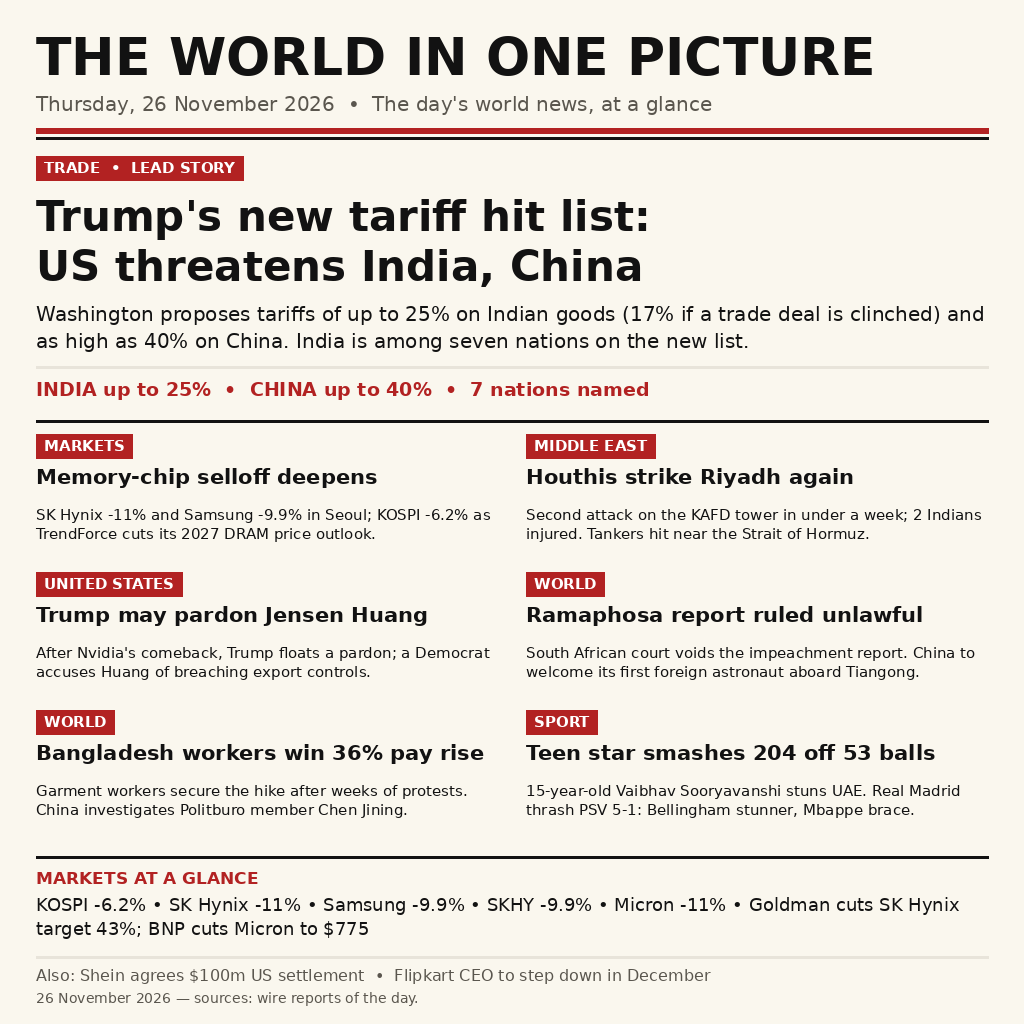 THE WORLD IN ONE PICTURE
Thursday, 26 November 2026 • The day's world news, at a glance
TRADE • LEAD STORY
Trump's new tariff hit list:
US threatens India, China
Washington proposes tariffs of up to 25% on Indian goods (17% if a trade deal is clinched) and
as high as 40% on China. India is among seven nations on the new list.
INDIA up to 25% • CHINA up to 40% • 7 nations named
MARKETS
Memory-chip selloff deepens
SK Hynix -11% and Samsung -9.9% in Seoul; KOSPI -6.2% as
TrendForce cuts its 2027 DRAM price outlook.
MIDDLE EAST
Houthis strike Riyadh again
Second attack on the KAFD tower in under a week; 2 Indians
injured. Tankers hit near the Strait of Hormuz.
UNITED STATES
Trump may pardon Jensen Huang
After Nvidia's comeback, Trump floats a pardon; a Democrat
accuses Huang of breaching export controls.
WORLD
Ramaphosa report ruled unlawful
South African court voids the impeachment report. China to
welcome its first foreign astronaut aboard Tiangong.
WORLD
Bangladesh workers win 36% pay rise
Garment workers secure the hike after weeks of protests.
China investigates Politburo member Chen Jining.
SPORT
Teen star smashes 204 off 53 balls
15-year-old Vaibhav Sooryavanshi stuns UAE. Real Madrid
thrash PSV 5-1: Bellingham stunner, Mbappe brace.
MARKETS AT A GLANCE
KOSPI -6.2% • SK Hynix -11% • Samsung -9.9% • SKHY -9.9% • Micron -11% • Goldman cuts SK Hynix
target 43%; BNP cuts Micron to $775
Also: Shein agrees $100m US settlement • Flipkart CEO to step down in December
26 November 2026 — sources: wire reports of the day.